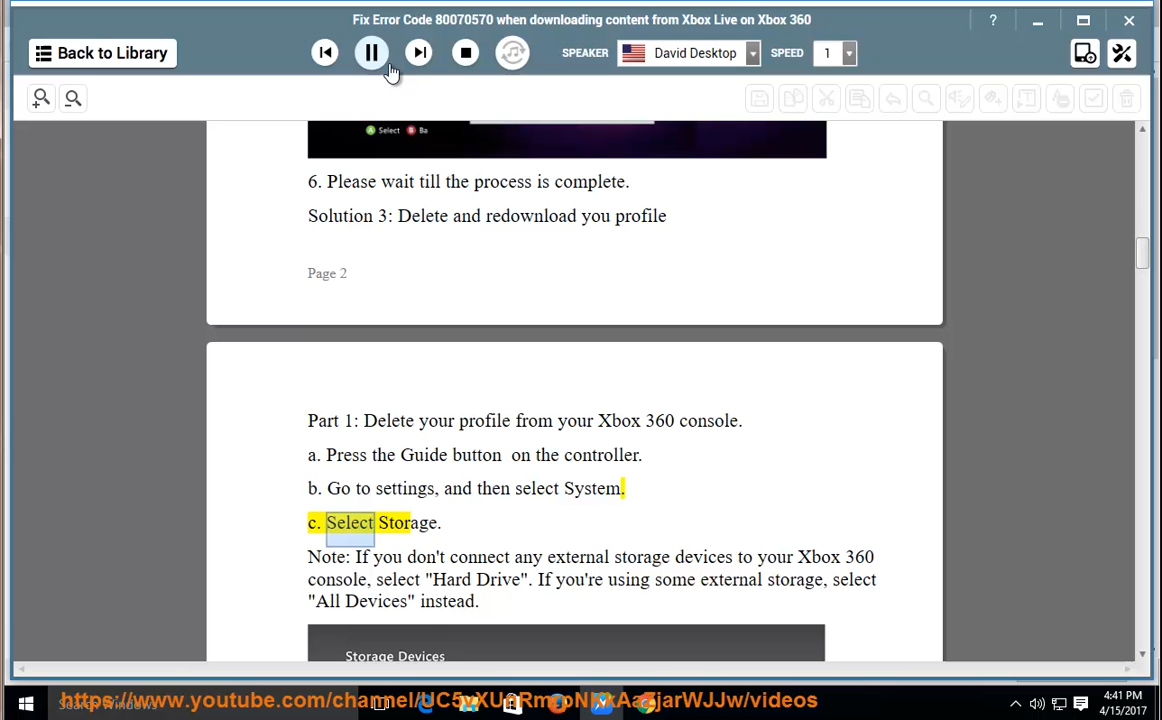 Fix Error Code 80070570 when downloading content from Xbox Live on Xbox 360
?
Back to Library
SPEAKER
David Desktop
SPEED
1
Select
Ba
6. Please wait till the process is complete.
Solution 3: Delete and redownload you profile
Page 2
Part 1: Delete your profile from your Xbox 360 console.
a. Press the Guide button  on the controller.
b. Go to settings, and then select System.
c. Select Storage.
Note: If you don't connect any external storage devices to your Xbox 360
console, select "Hard Drive". If you're using some external storage, select
"All Devices" instead.
Storage Devices
4:41 PM
4/15/2017